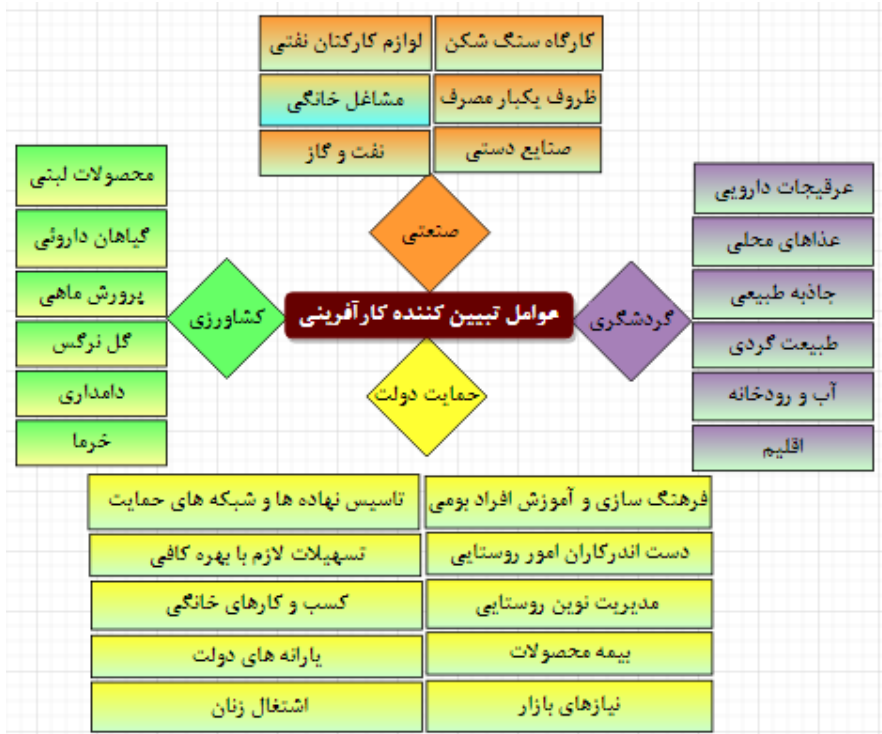 کارگاه سنگ شکن
لوازم کارکنان نفتی
ظروف یکبار مصرف
مشاغل خانگی
صنایع دستی
نفت و گاز
صنعتی
عرقیجات دارویی
عذاهای محلی
جاذبه طبیعی
طبیعت گردی
آب و رودخانه
اقلیم
گردشگری
عوامل تبیین کننده کارآفرینی
کشاورزی
محصولات لبنی
گیاهان داروئی
پرورش ماهی
گل نرگس
دامداری
خرما
حمایت دولت
فرهنگ سازی و آموزش افراد بومی
تاسیس نهاده ها و شبکه های حمایت
دست اندرکاران امور روستایی
تسهیلات لازم با بهره کافی
مدیریت نوین روستایی
کسب و کارهای خانگی
بیمه محصولات
یارانه های دولت
نیازهای بازار
اشتغال زنان